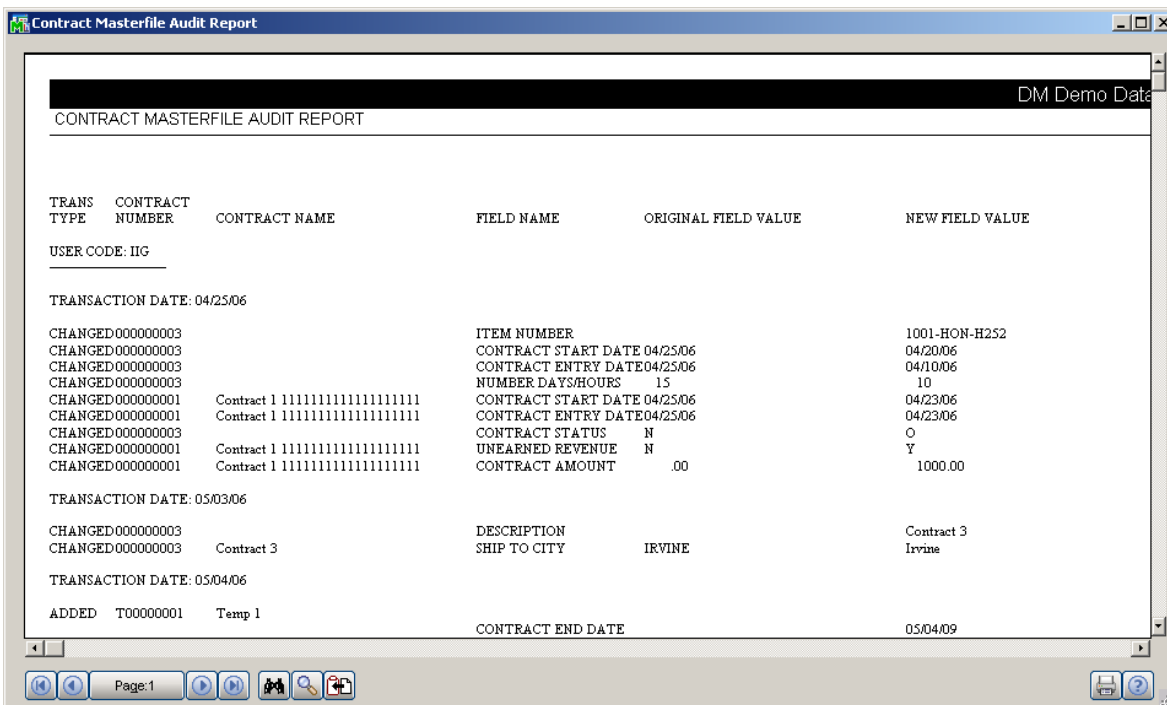 Contract Masterfile Audit Report
DM Demo Data
CONTRACT MASTERFILE AUDIT REPORT
TRANS CONTRACT
TYPE NUMBER CONTRACT NAME FIELD NAME ORIGINAL FIELD VALUE NEW FIELD VALUE
USER CODE: IIG
TRANSACTION DATE: 04/25/06
CHANGED000000003 ITEM NUMBER 1001-HON-H252
CHANGED000000003 CONTRACT START DATE 04/25/06 04/20/06
CHANGED000000003 CONTRACT ENTRY DATE04/25/06 04/10/06
CHANGED000000003 NUMBER DAYS/HOURS 15 10
CHANGED000000001 Contract 1 1111111111111111111 CONTRACT START DATE 04/25/06 04/23/06
CHANGED000000001 Contract 1 1111111111111111111 CONTRACT ENTRY DATE04/25/06 04/23/06
CHANGED000000003 CONTRACT STATUS N O
CHANGED000000001 Contract 1 1111111111111111111 UNEARNED REVENUE N Y
CHANGED000000001 Contract 1 1111111111111111111 CONTRACT AMOUNT .00 1000.00
TRANSACTION DATE: 05/03/06
CHANGED000000003 DESCRIPTION Contract 3
CHANGED000000003 Contract 3 SHIP TO CITY IRVINE Irvine
TRANSACTION DATE: 05/04/06
ADDED T00000001 Temp 1
CONTRACT END DATE 05/04/09
Page:1